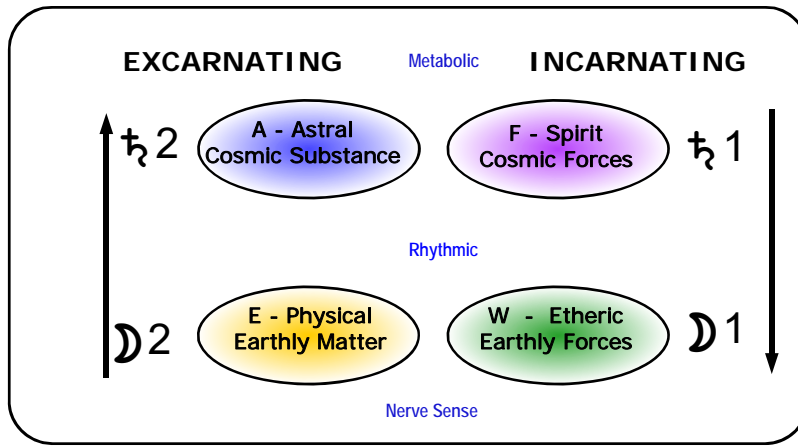 EXCARNATING Metabolic INCARNATING
♄ 2 A - Astral F - Spirit ♄ 1
Cosmic Substance Cosmic Forces
Rhythmic
☽ 2 E - Physical W - Etheric ☽ 1
Earthly Matter Earthly Forces
Nerve Sense